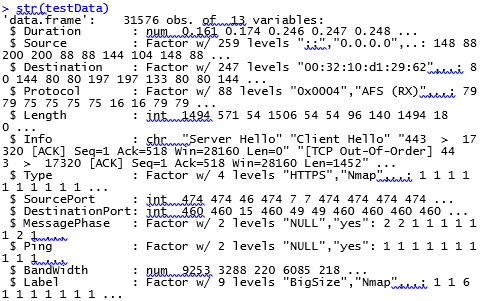 > str(testData)
'data.frame':	31576 obs. of  13 variables:
 $ Duration       : num  0.161 0.174 0.246 0.247 0.248 ...
 $ Source         : Factor w/ 259 levels "::","0.0.0.0",..: 148 88
200 200 88 88 144 104 148 88 ...
 $ Destination    : Factor w/ 247 levels "00:32:10:d1:29:62",..: 8
0 144 80 80 197 197 133 80 80 144 ...
 $ Protocol       : Factor w/ 88 levels "0x0004","AFS (RX)",..: 79
79 75 75 75 75 16 16 79 79 ...
 $ Length         : int  1494 571 54 1506 54 54 96 140 1494 18
0 ...
 $ Info           : chr  "Server Hello" "Client Hello" "443  >  17
320 [ACK] Seq=1 Ack=518 Win=28160 Len=0" "[TCP Out-Of-Order] 44
3  >  17320 [ACK] Seq=1 Ack=518 Win=28160 Len=1452" ...
 $ Type           : Factor w/ 4 levels "HTTPS","Nmap",..: 1 1 1 1
1 1 1 1 1 1 ...
 $ SourcePort     : int  474 474 46 474 7 7 474 474 474 474 ...
 $ DestinationPort: int  460 460 15 460 49 49 460 460 460 460 ...
 $ MessagePhase   : Factor w/ 2 levels "NULL","yes": 2 2 1 1 1 1 1
1 2 1 ...
 $ Ping           : Factor w/ 2 levels "NULL","yes": 1 1 1 1 1 1 1
1 1 1 ...
 $ BandWidth      : num  9253 3288 220 6085 218 ...
 $ Label          : Factor w/ 9 levels "BigSize","Nmap",..: 1 1 6
1 1 1 1 1 1 1 ...